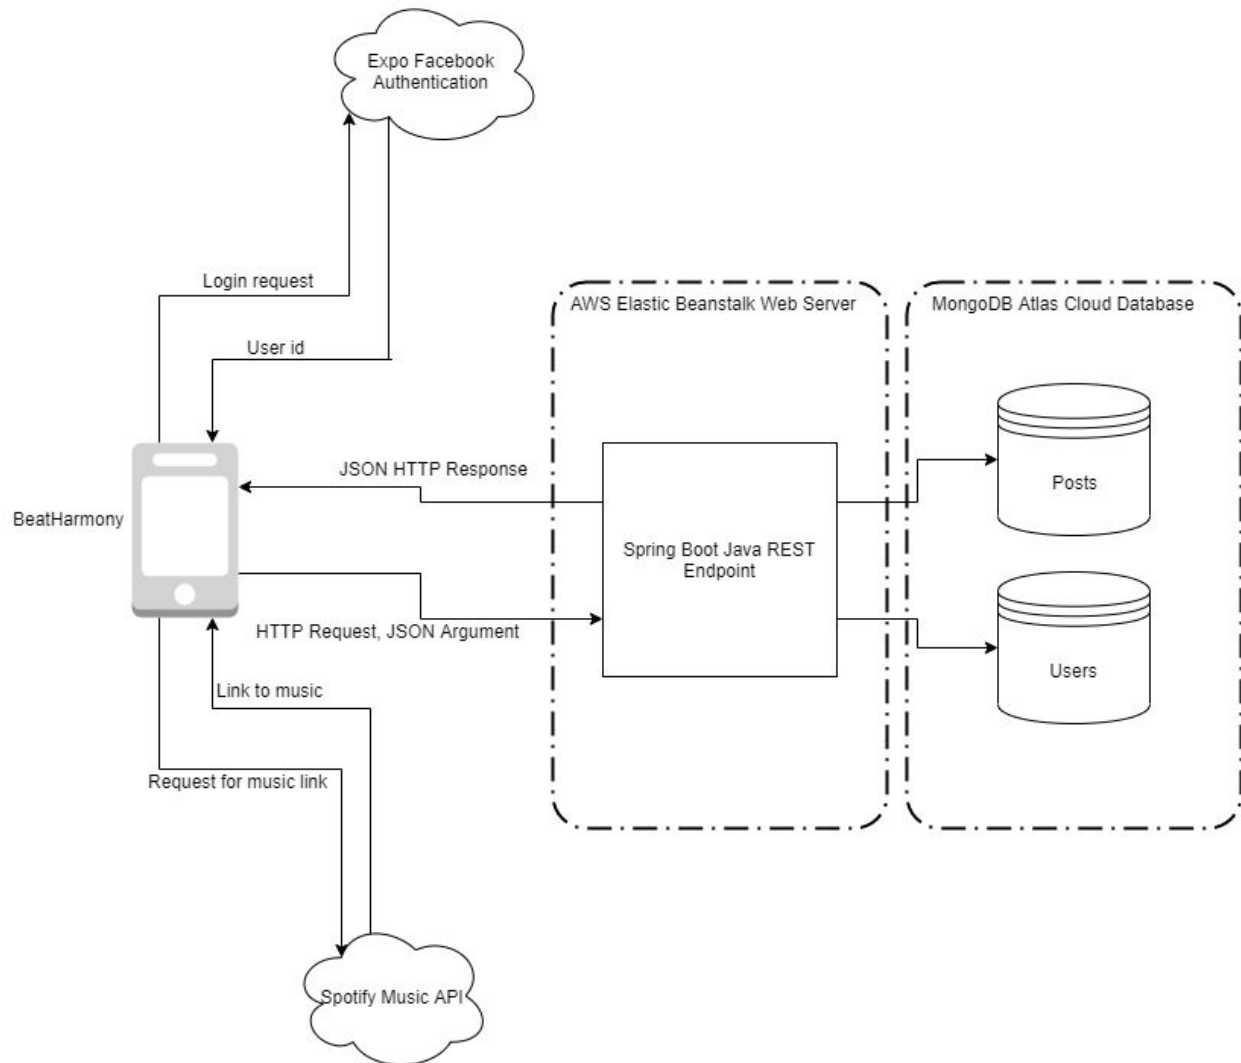 Expo Facebook
Authentication
Login request
User id
AWS Elastic Beanstalk Web Server
MongoDB Atlas Cloud Database
JSON HTTP Response
Posts
BeatHarmony
Spring Boot Java REST
Endpoint
HTTP Request, JSON Argument
Users
Link to music
Request for music link
Spotify Music API